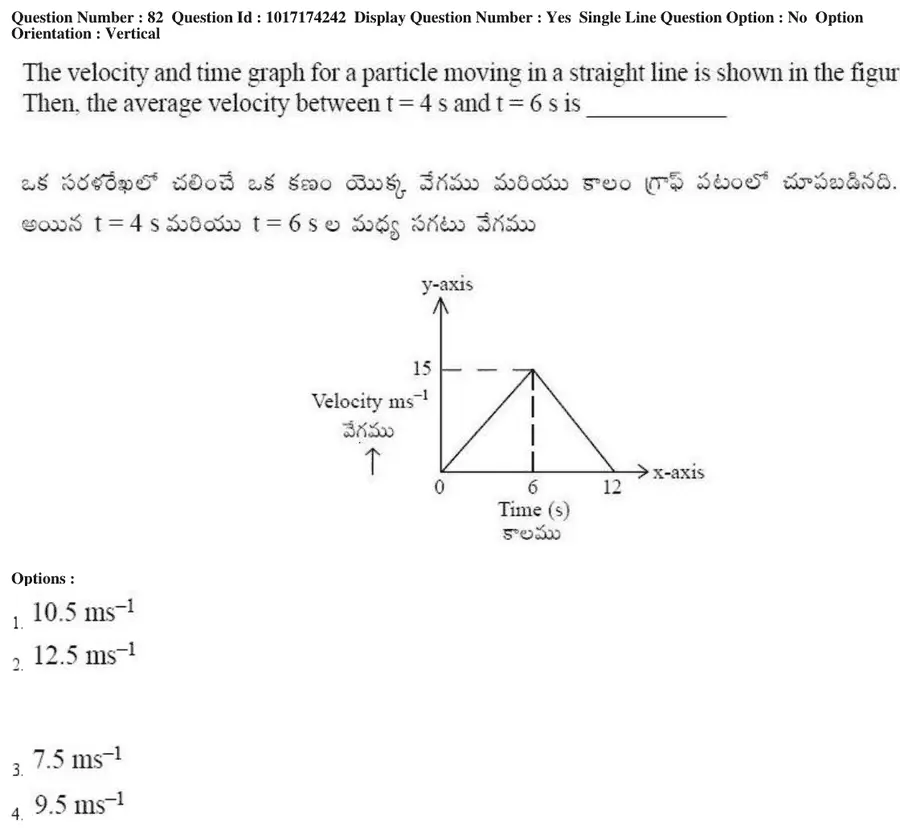 Question Number : 82 Question Id : 1017174242 Display Question Number : Yes Single Line Question Option : No Option
Orientation : Vertical
The velocity and time graph for a particle moving in a straight line is shown in the figur
Then, the average velocity between t = 4 s and t = 6 s is __________
ఒక సరళరేఖలో చలించే ఒక కణం యొక్క వేగము మరియు కాలం గ్రాఫ్ పటంలో చూపబడినది.
అయిన t = 4 s మరియు t = 6 s ల మధ్య సగటు వేగము
y-axis
15
Velocity ms⁻¹
వేగము
↑
x-axis
0 6 12
Time (s)
కాలము
Options :
1. 10.5 ms⁻¹
2. 12.5 ms⁻¹
3. 7.5 ms⁻¹
4. 9.5 ms⁻¹